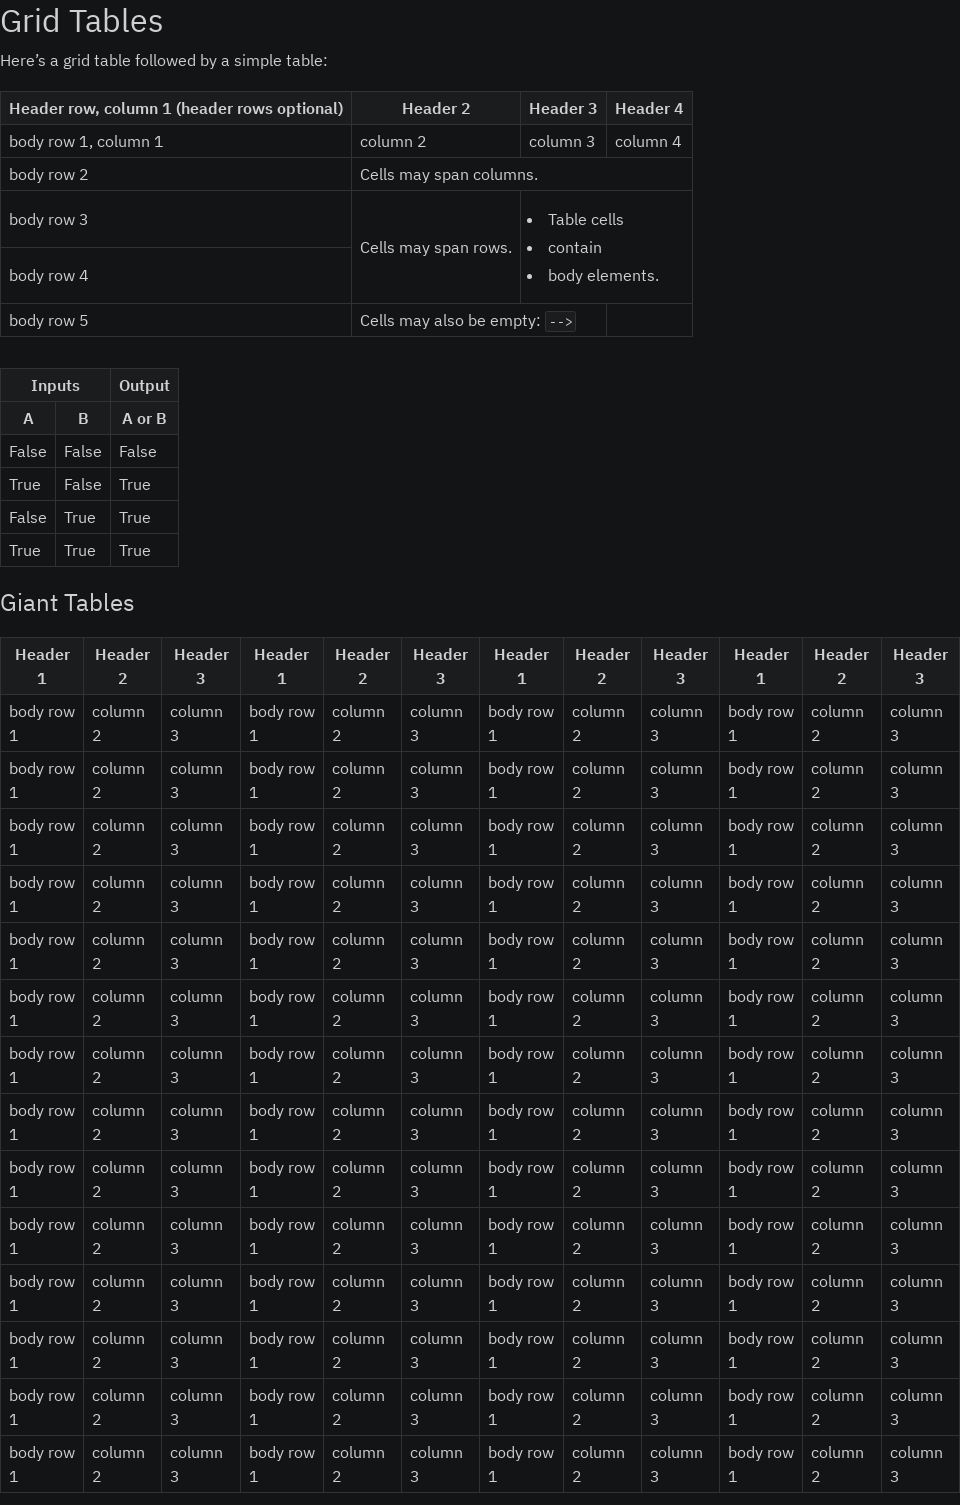 Grid Tables
Here’s a grid table followed by a simple table:
Header row, column 1 (header rows optional) Header 2 Header 3 Header 4
body row 1, column 1 column 2 column 3 column 4
body row 2 Cells may span columns.
body row 3 • Table cells
Cells may span rows. • contain
body row 4 • body elements.
body row 5 Cells may also be empty: -->
Inputs Output
A B A or B
False False False
True False True
False True True
True True True
Giant Tables
Header Header Header Header Header Header Header Header Header Header Header Header
1 2 3 1 2 3 1 2 3 1 2 3
body row column column body row column column body row column column body row column column
1 2 3 1 2 3 1 2 3 1 2 3
body row column column body row column column body row column column body row column column
1 2 3 1 2 3 1 2 3 1 2 3
body row column column body row column column body row column column body row column column
1 2 3 1 2 3 1 2 3 1 2 3
body row column column body row column column body row column column body row column column
1 2 3 1 2 3 1 2 3 1 2 3
body row column column body row column column body row column column body row column column
1 2 3 1 2 3 1 2 3 1 2 3
body row column column body row column column body row column column body row column column
1 2 3 1 2 3 1 2 3 1 2 3
body row column column body row column column body row column column body row column column
1 2 3 1 2 3 1 2 3 1 2 3
body row column column body row column column body row column column body row column column
1 2 3 1 2 3 1 2 3 1 2 3
body row column column body row column column body row column column body row column column
1 2 3 1 2 3 1 2 3 1 2 3
body row column column body row column column body row column column body row column column
1 2 3 1 2 3 1 2 3 1 2 3
body row column column body row column column body row column column body row column column
1 2 3 1 2 3 1 2 3 1 2 3
body row column column body row column column body row column column body row column column
1 2 3 1 2 3 1 2 3 1 2 3
body row column column body row column column body row column column body row column column
1 2 3 1 2 3 1 2 3 1 2 3
body row column column body row column column body row column column body row column column
1 2 3 1 2 3 1 2 3 1 2 3